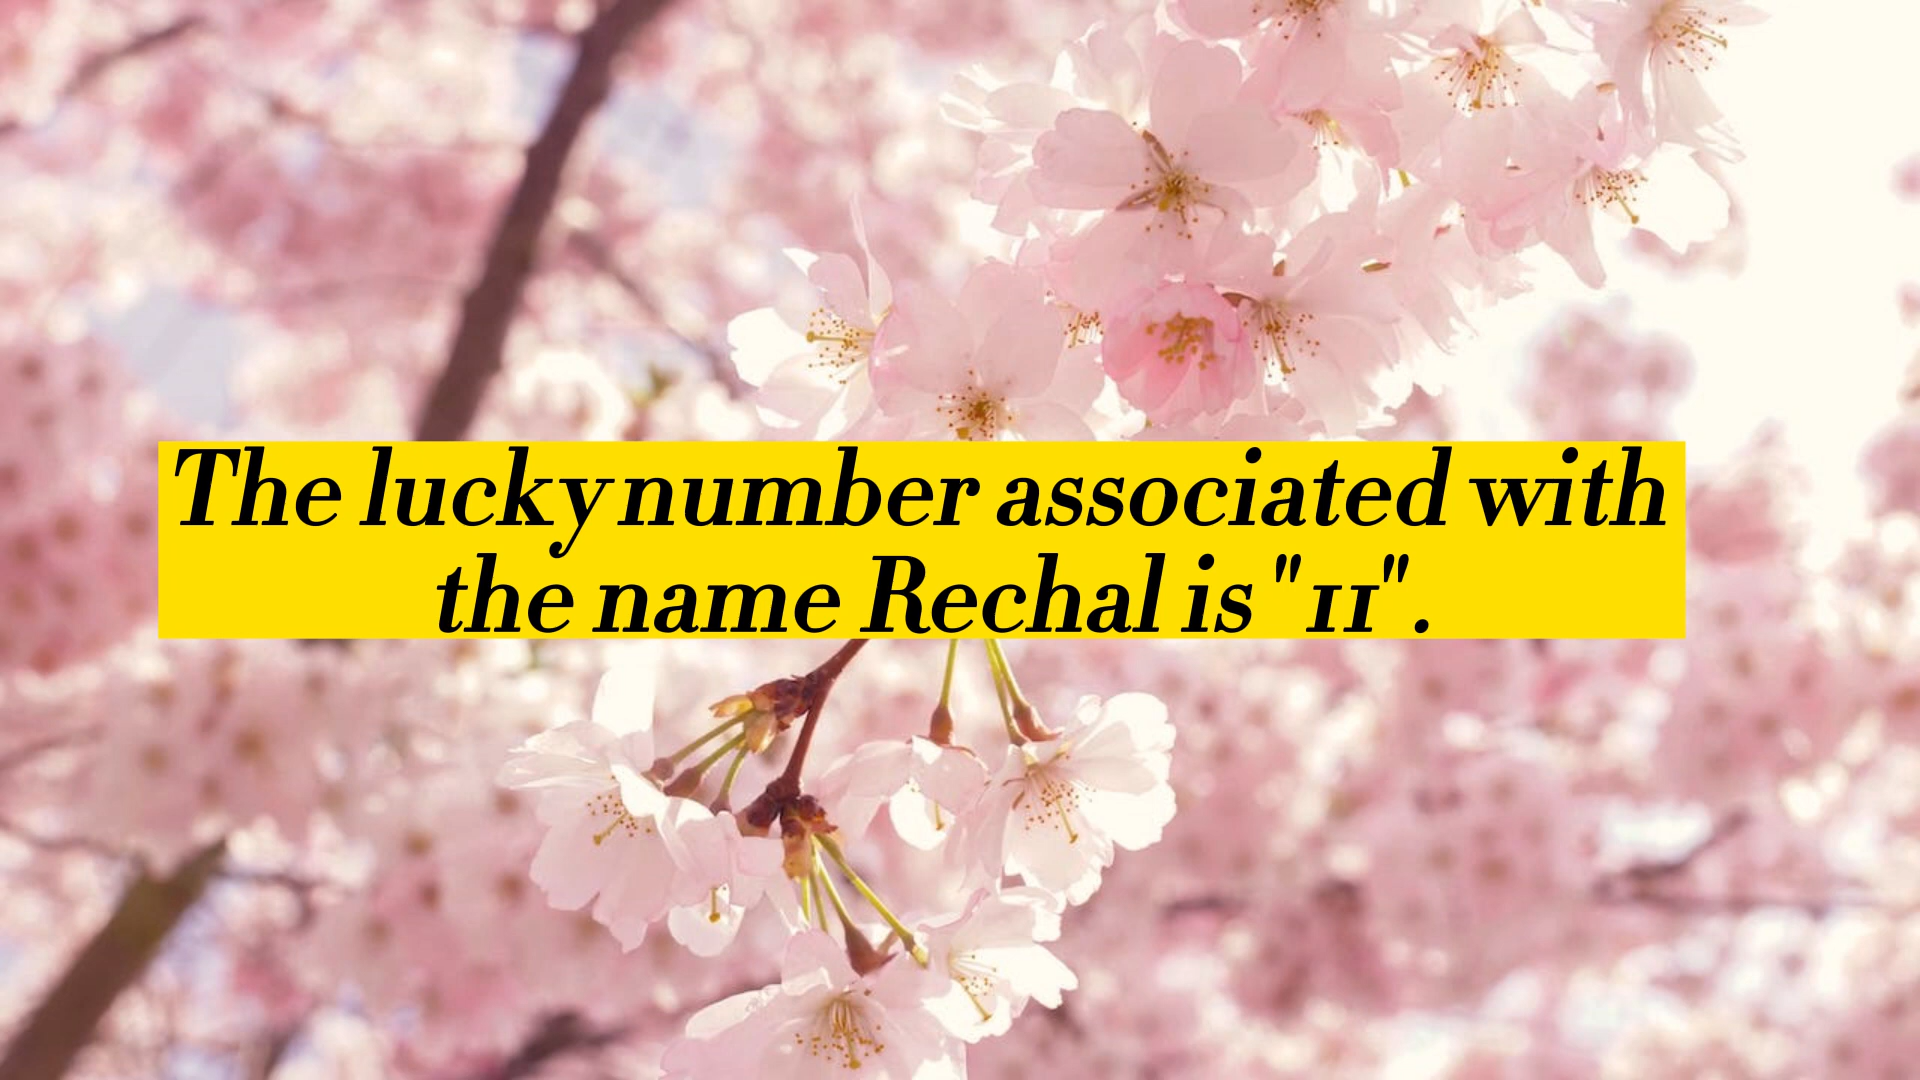 The lucky number associated with
the name Rechal is "11".